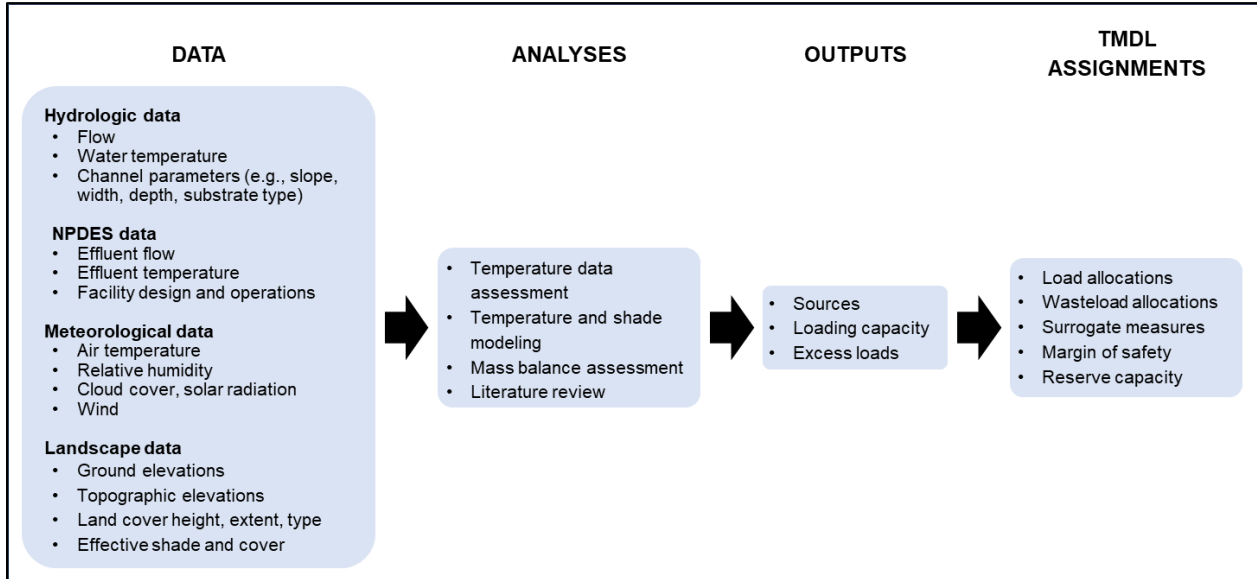 DATA
Hydrologic data
• Flow
• Water temperature
• Channel parameters (e.g., slope,
width, depth, substrate type)
NPDES data
• Effluent flow
• Effluent temperature
• Facility design and operations
Meteorological data
• Air temperature
• Relative humidity
• Cloud cover, solar radiation
• Wind
Landscape data
• Ground elevations
• Topographic elevations
• Land cover height, extent, type
• Effective shade and cover
ANALYSES
• Temperature data
assessment
• Temperature and shade
modeling
• Mass balance assessment
• Literature review
OUTPUTS
• Sources
• Loading capacity
• Excess loads
TMDL
ASSIGNMENTS
• Load allocations
• Wasteload allocations
• Surrogate measures
• Margin of safety
• Reserve capacity